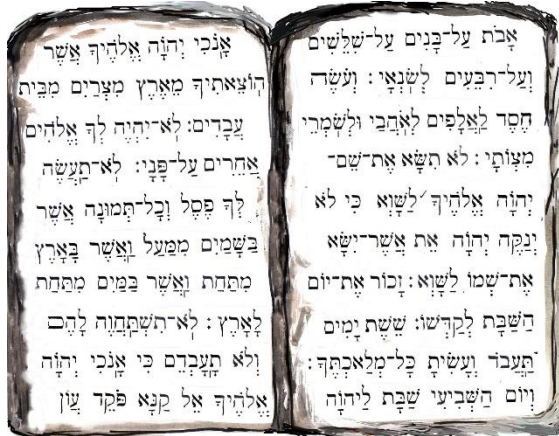 אָנֹכִי יְהוָה אֱלֹהֶיךָ אֲשֶׁר
הוֹצֵאתִיךָ מֵאֶרֶץ מִצְרַיִם מִבֵּית
עֲבָדִים: לֹא־יִהְיֶה לְךָ אֱלֹהִים
אֲחֵרִים עַל־פָּנָי: לֹא־תַעֲשֶׂה
לְךָ פֶסֶל וְכָל־תְּמוּנָה אֲשֶׁר
בַּשָּׁמַיִם מִמַּעַל וַאֲשֶׁר בָּאָרֶץ
מִתַּחַת וַאֲשֶׁר בַּמַּיִם מִתַּחַת
לָאָרֶץ : לֹא־תִשְׁתַּחֲוֶה לָהֶם
וְלֹא תָעָבְדֵם כִּי אָנֹכִי יְהוָה
אֱלֹהֶיךָ אֵל קַנָּא פֹּקֵד עֲוֹן
אָבֹת עַל־בָּנִים עַל־שִׁלֵּשִׁים
וְעַל־רִבֵּעִים לְשֹׂנְאָי : וְעֹשֶׂה
חֶסֶד לַאֲלָפִים לְאֹהֲבַי וּלְשֹׁמְרֵי
מִצְוֹתָי : לֹא תִשָּׂא אֶת־שֵׁם־
יְהוָה אֱלֹהֶיךָ לַשָּׁוְא כִּי לֹא
יְנַקֶּה יְהוָה אֵת אֲשֶׁר־יִשָּׂא
אֶת־שְׁמוֹ לַשָּׁוְא : זָכוֹר אֶת־יוֹם
הַשַּׁבָּת לְקַדְּשׁוֹ: שֵׁשֶׁת יָמִים
תַּעֲבֹד וְעָשִׂיתָ כָּל־מְלַאכְתֶּךָ :
וְיוֹם הַשְּׁבִיעִי שַׁבָּת לַיהוָה